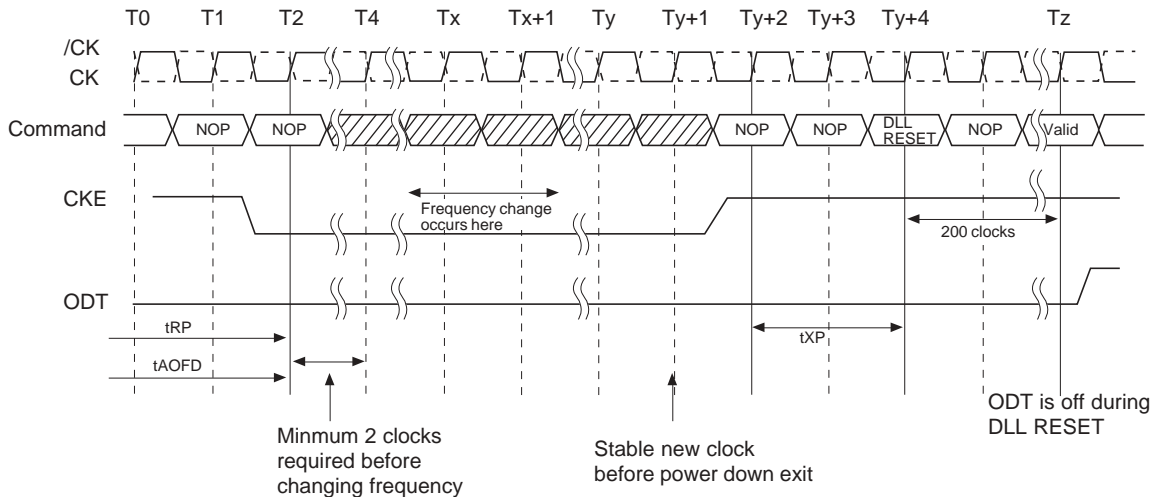 T0 T1 T2 T4 Tx Tx+1 Ty Ty+1 Ty+2 Ty+3 Ty+4 Tz
/CK
CK
Command NOP NOP NOP NOP DLL RESET NOP Valid
CKE
Frequency change
occurs here
200 clocks
ODT
tRP
tXP
tAOFD
Minmum 2 clocks
required before
changing frequency
Stable new clock
before power down exit
ODT is off during
DLL RESET